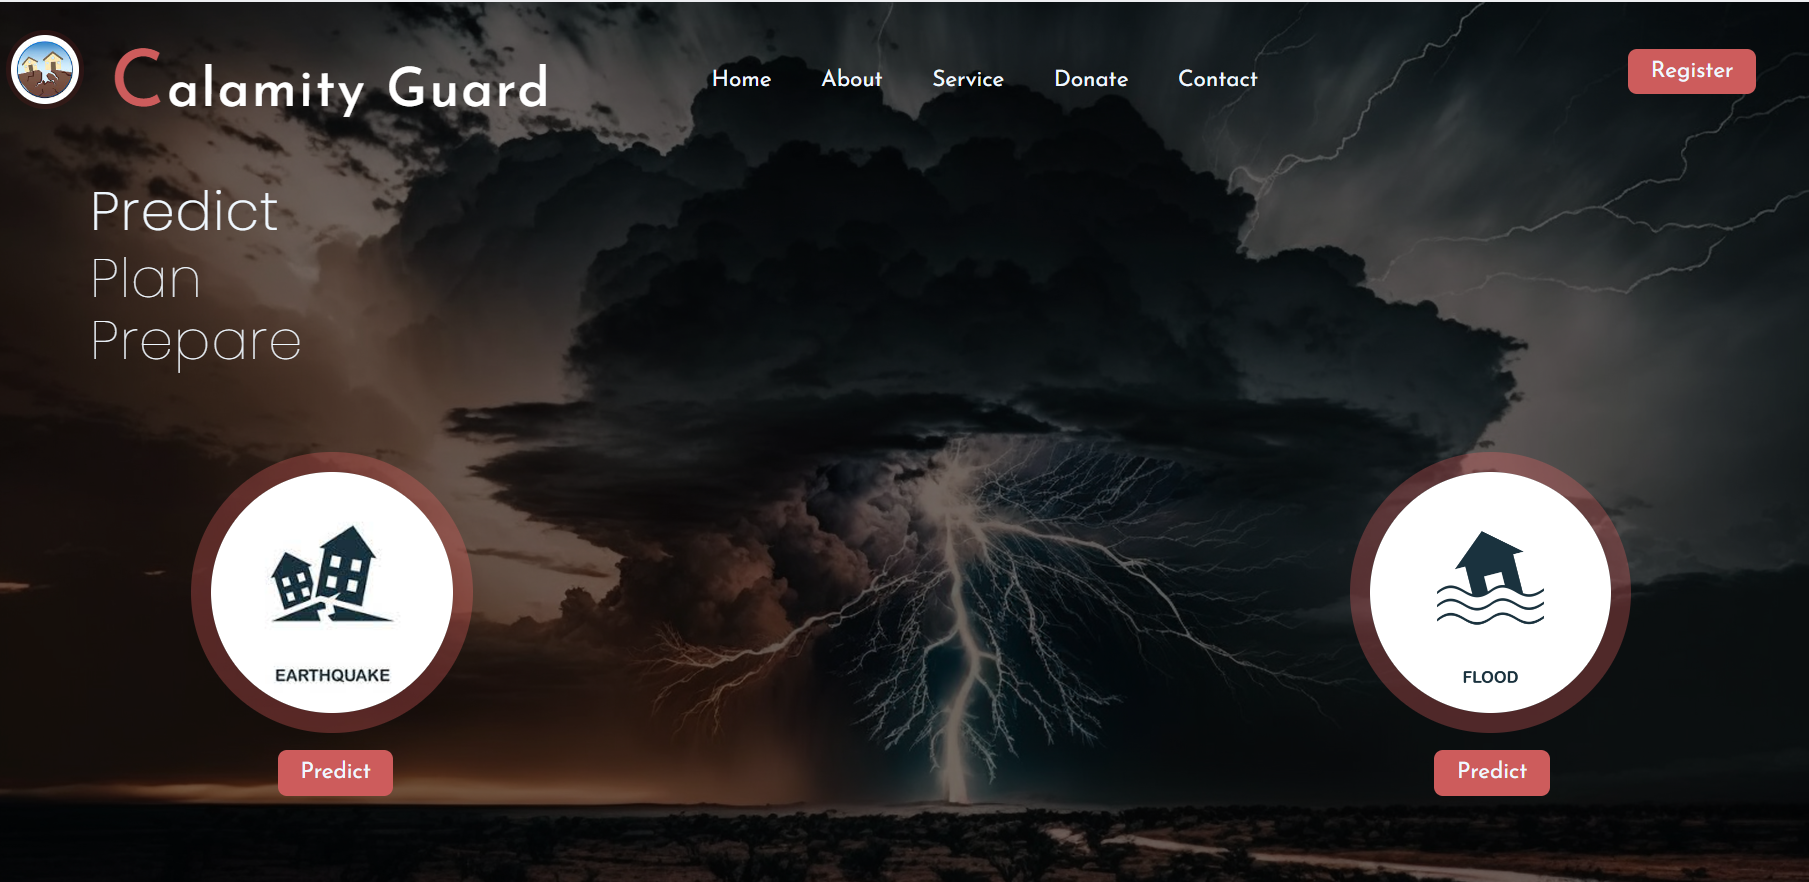 Calamity Guard
Home About Service Donate Contact
Register
Predict
Plan
Prepare
EARTHQUAKE
Predict
FLOOD
Predict